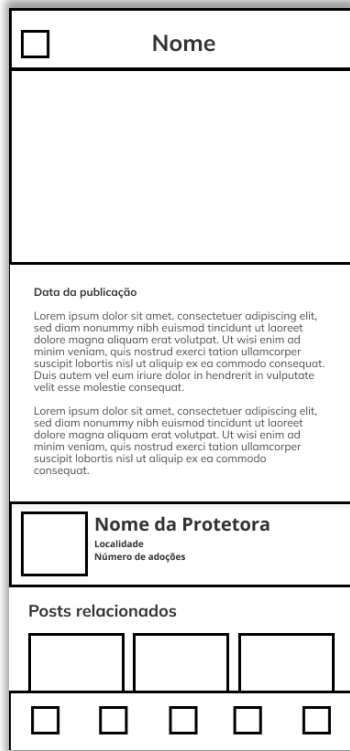 Nome
Data da publicação
Lorem ipsum dolor sit amet, consectetuer adipiscing elit,
sed diam nonummy nibh euismod tincidunt ut laoreet
dolore magna aliquam erat volutpat. Ut wisi enim ad
minim veniam, quis nostrud exerci tation ullamcorper
suscipit lobortis nisl ut aliquip ex ea commodo consequat.
Duis autem vel eum iriure dolor in hendrerit in vulputate
velit esse molestie consequat.
Lorem ipsum dolor sit amet, consectetuer adipiscing elit,
sed diam nonummy nibh euismod tincidunt ut laoreet
dolore magna aliquam erat volutpat. Ut wisi enim ad
minim veniam, quis nostrud exerci tation ullamcorper
suscipit lobortis nisl ut aliquip ex ea commodo
consequat.
Nome da Protetora
Localidade
Número de adoções
Posts relacionados